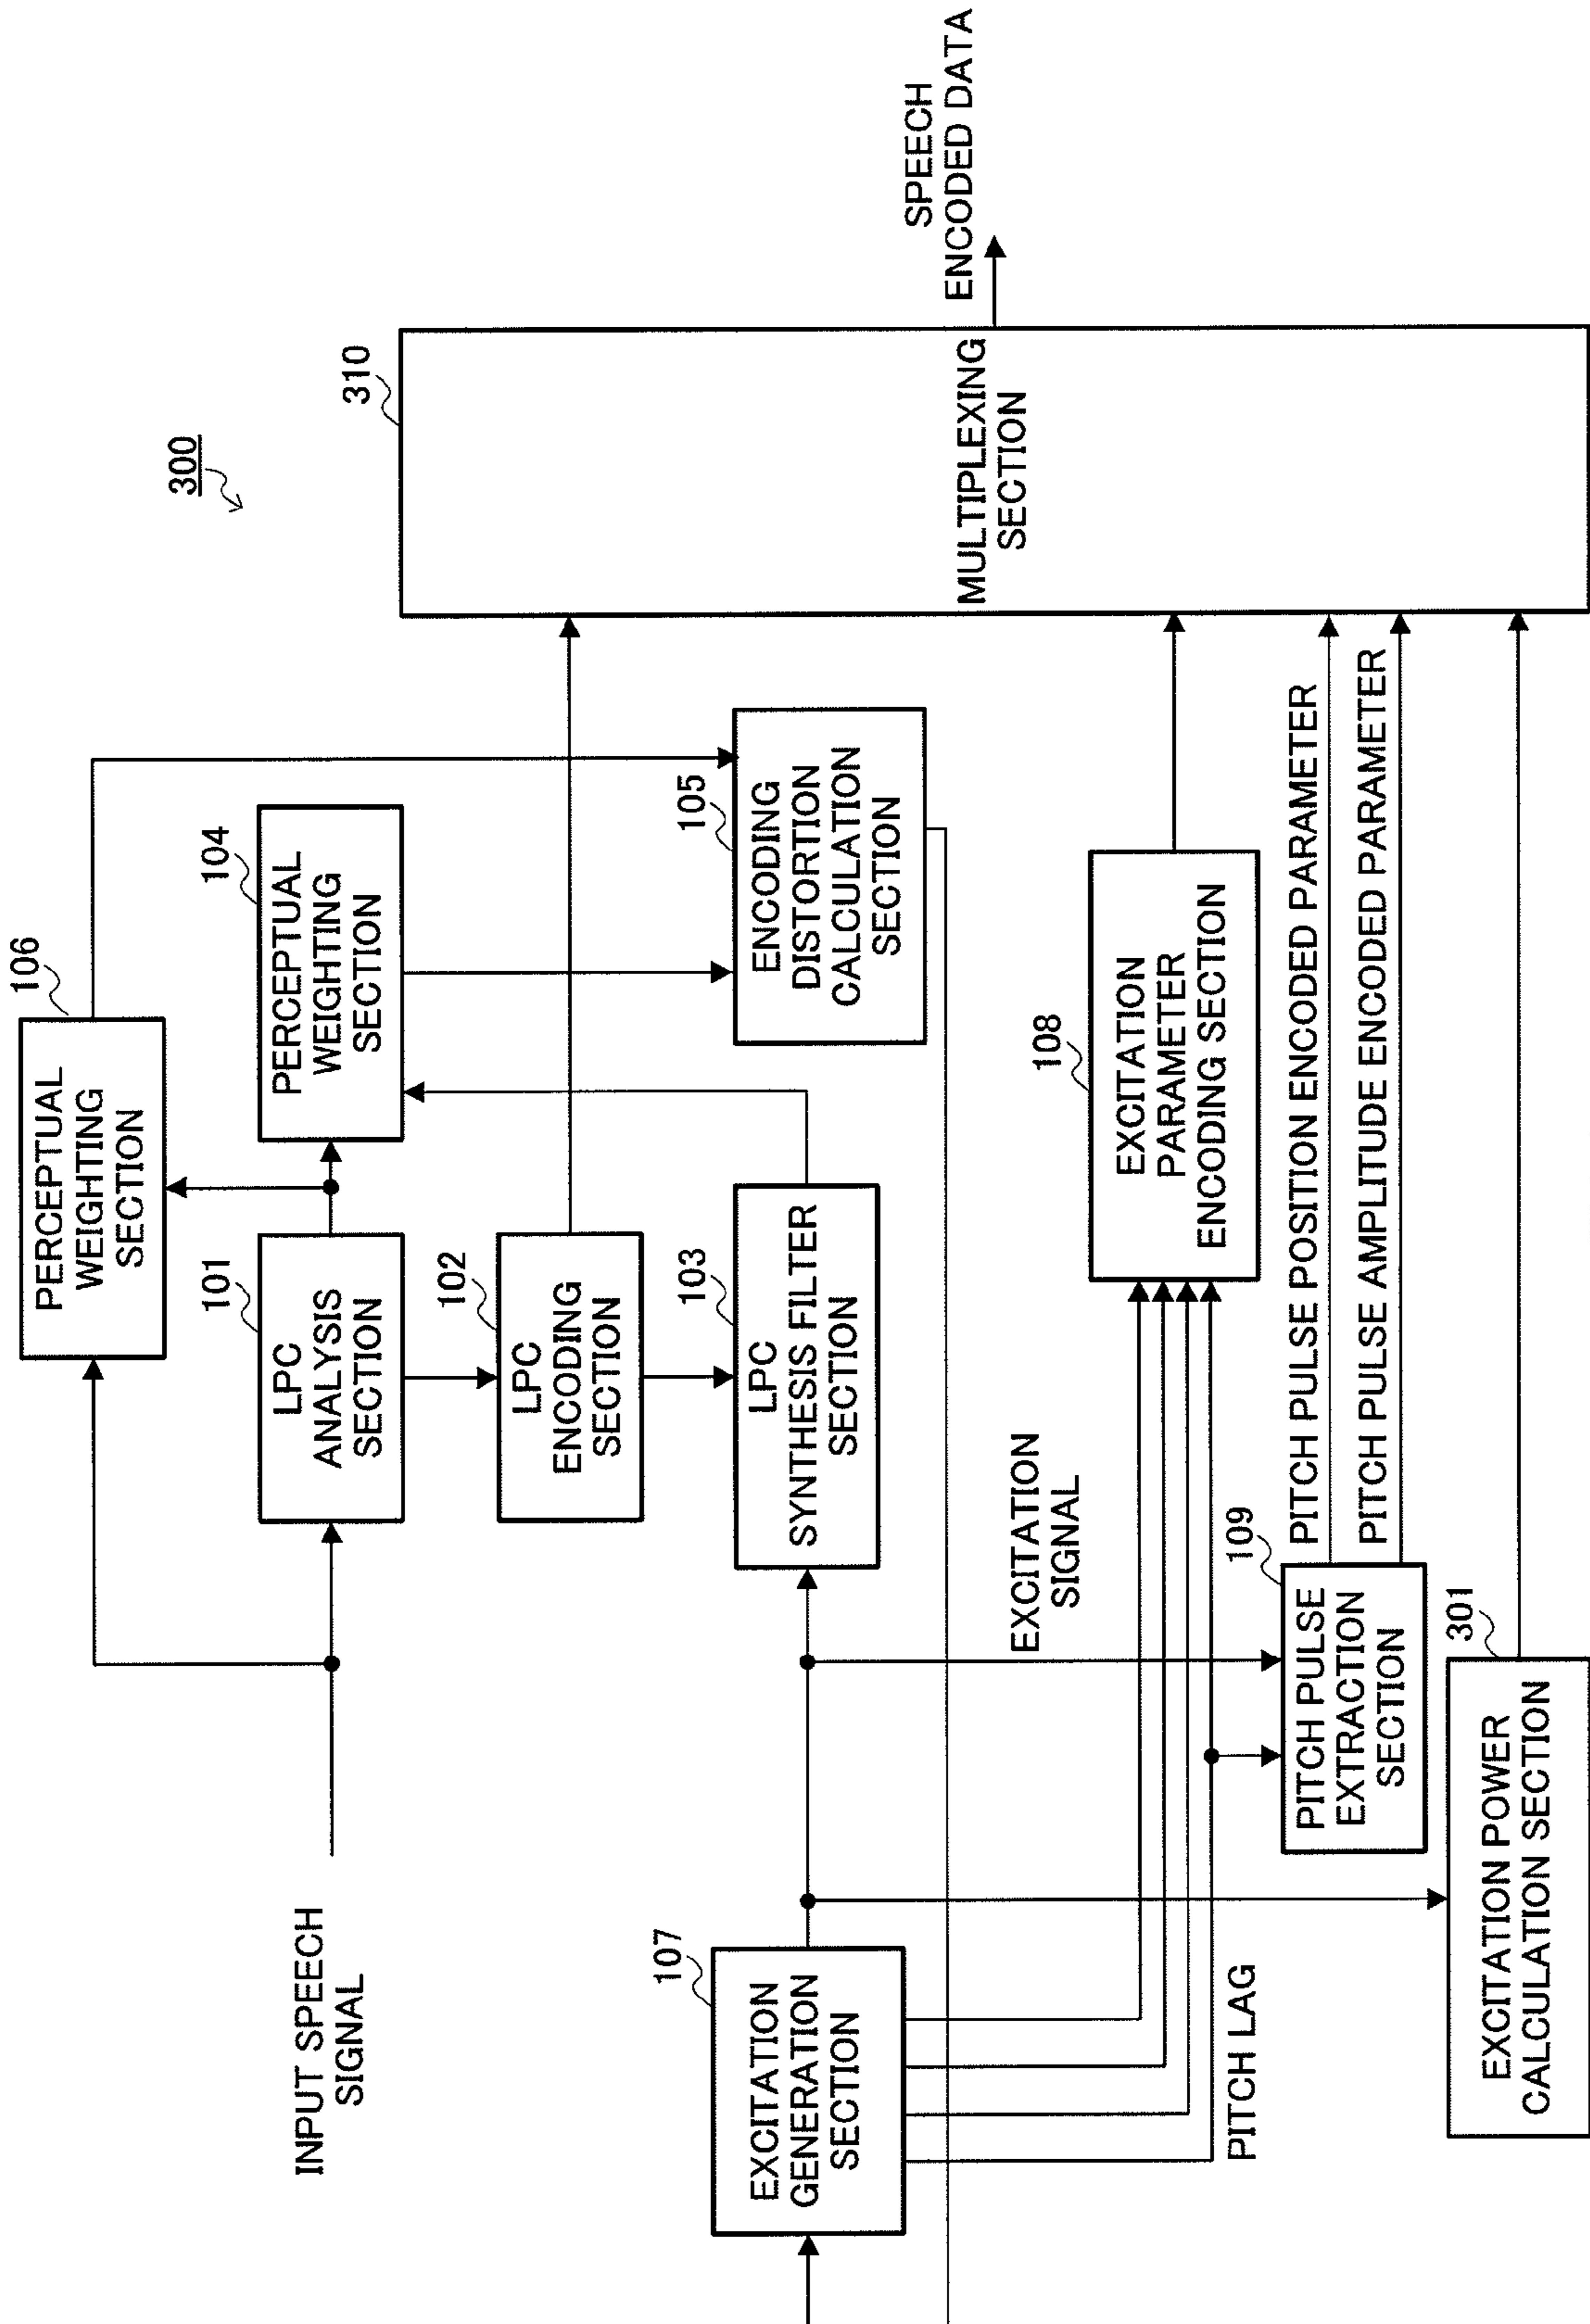 300
106
PERCEPTUAL
WEIGHTING
SECTION
INPUT SPEECH
SIGNAL
101
LPC
ANALYSIS
SECTION
104
PERCEPTUAL
WEIGHTING
SECTION
102
LPC
ENCODING
SECTION
103
LPC
SYNTHESIS FILTER
SECTION
105
ENCODING
DISTORTION
CALCULATION
SECTION
107
EXCITATION
GENERATION
SECTION
EXCITATION
SIGNAL
PITCH LAG
108
EXCITATION
PARAMETER
ENCODING SECTION
109
PITCH PULSE
EXTRACTION
SECTION
PITCH PULSE POSITION ENCODED PARAMETER
PITCH PULSE AMPLITUDE ENCODED PARAMETER
301
EXCITATION POWER
CALCULATION SECTION
310
MULTIPLEXING
SECTION
SPEECH
ENCODED DATA